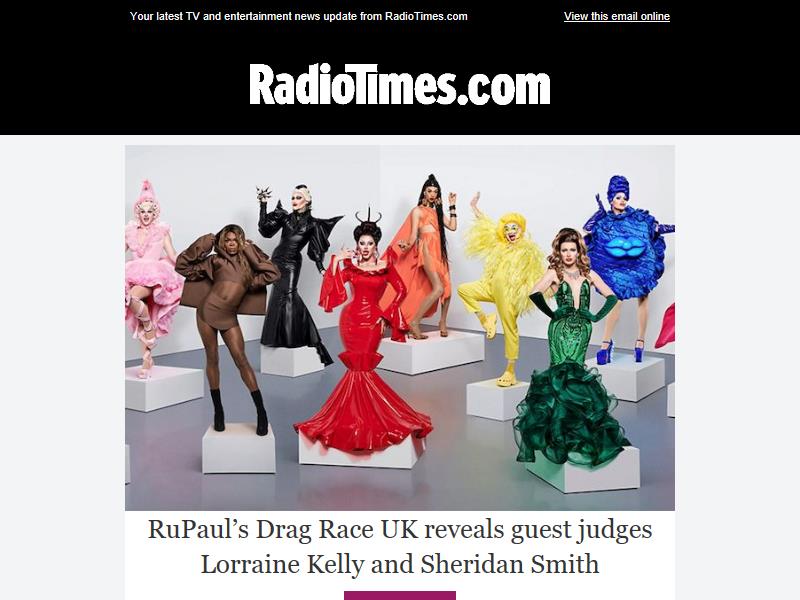 Your latest TV and entertainment news update from RadioTimes.com
View this email online
RadioTimes.com
RuPaul’s Drag Race UK reveals guest judges
Lorraine Kelly and Sheridan Smith